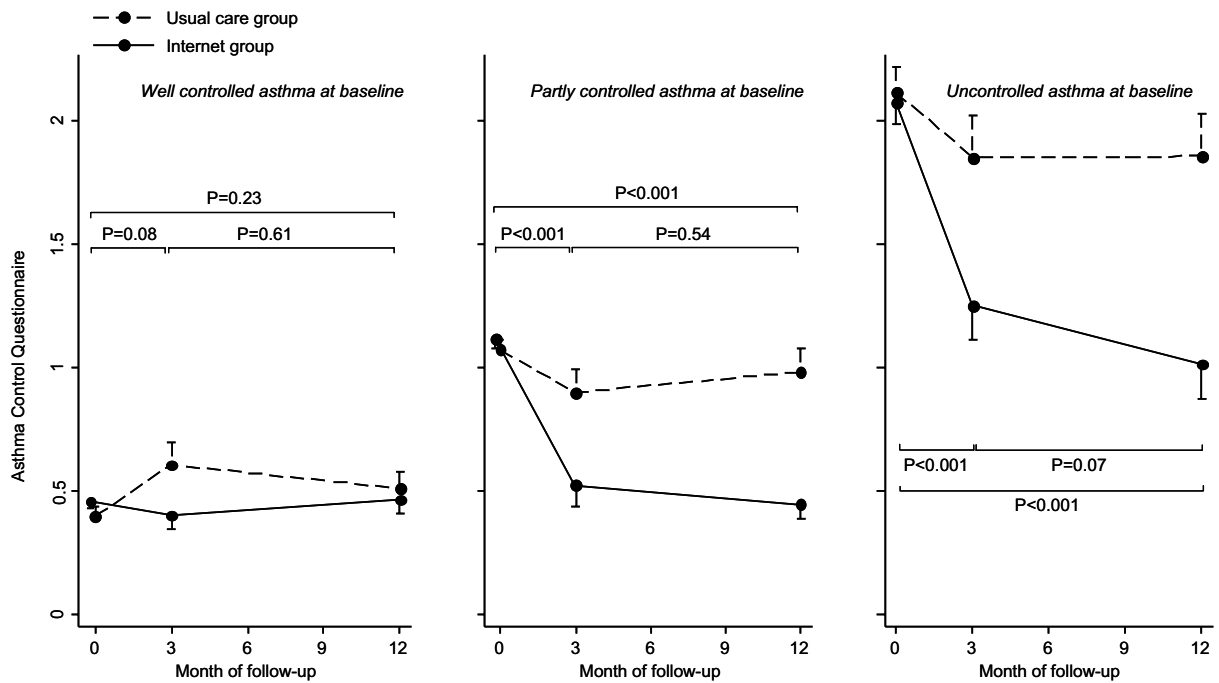 Usual care group
Internet group
Well controlled asthma at baseline
Partly controlled asthma at baseline
Uncontrolled asthma at baseline
Asthma Control Questionnaire
2
1.5
1
0.5
0
P=0.23
P=0.08
P=0.61
P<0.001
P<0.001
P=0.54
P<0.001
P=0.07
P<0.001
0 3 6 9 12
Month of follow-up
0 3 6 9 12
Month of follow-up
0 3 6 9 12
Month of follow-up